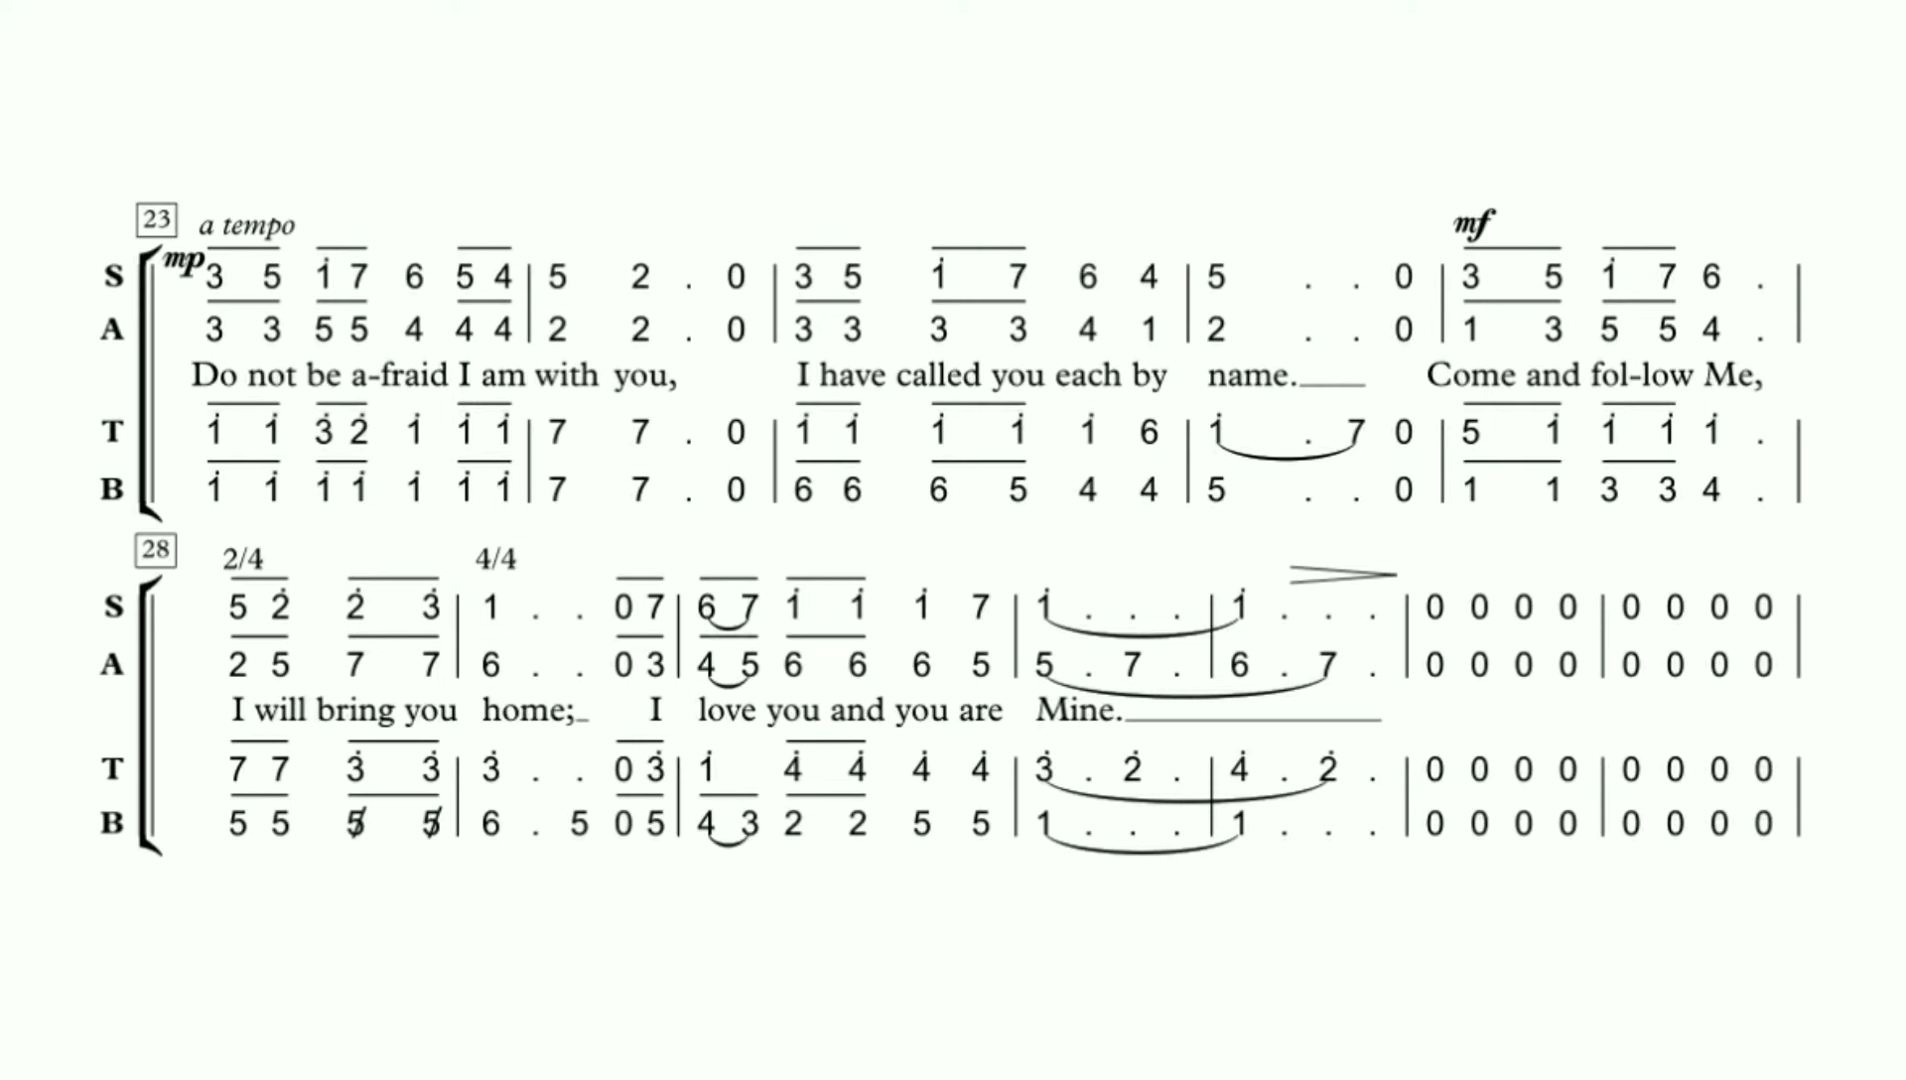 23 a tempo mf
S mp 3 5 1̇ 7 6 5 4 | 5 2 . 0 | 3 5 1̇ 7 6 4 | 5 . . 0 | 3 5 1̇ 7 6 . |
A 3 3 5 5 4 4 4 | 2 2 . 0 | 3 3 3 3 4 1 | 2 . . 0 | 1 3 5 5 4 . |
Do not be a-fraid I am with you, I have called you each by name.____ Come and fol-low Me,
T 1̇ 1̇ 3̇ 2̇ 1̇ 1̇ 1̇ | 7 7 . 0 | 1̇ 1̇ 1̇ 1̇ 1̇ 6 | 1̇ . 7 0 | 5 1̇ 1̇ 1̇ 1̇ . |
B 1̇ 1̇ 1̇ 1̇ 1̇ 1̇ 1̇ | 7 7 . 0 | 6 6 6 5 4 4 | 5 . . 0 | 1 1 3 3 4 . |
28 2/4 4/4
S 5 2̇ 2̇ 3̇ | 1 . . 0 7 | 6 7 1̇ 1̇ 1̇ 7 | 1̇ . . . | 1̇ . . . | 0 0 0 0 | 0 0 0 0 |
A 2 5 7 7 | 6 . . 0 3 | 4 5 6 6 6 5 | 5 . 7 . | 6 . 7 . | 0 0 0 0 | 0 0 0 0 |
I will bring you home;_ I love you and you are Mine.____
T 7 7 3̇ 3̇ | 3̇ . . 0 3̇ | 1̇ 4̇ 4̇ 4̇ 4̇ | 3̇ . 2̇ . | 4̇ . 2̇ . | 0 0 0 0 | 0 0 0 0 |
B 5 5 5̸ 5̸ | 6 . 5 0 5 | 4 3 2 2 5 5 | 1 . . . | 1 . . . | 0 0 0 0 | 0 0 0 0 |